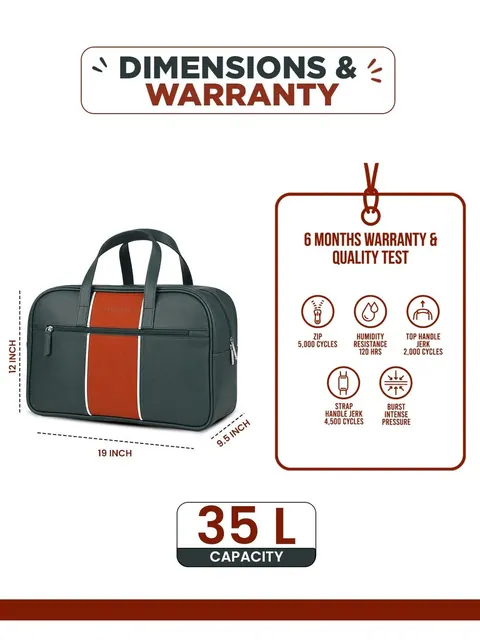 DIMENSIONS &
WARRANTY
6 MONTHS WARRANTY &
QUALITY TEST
ZIP
5,000 CYCLES
HUMIDITY
RESISTANCE
120 HRS
TOP HANDLE
JERK
2,000 CYCLES
STRAP
HANDLE JERK
4,500 CYCLES
BURST
INTENSE
PRESSURE
12 INCH
19 INCH
9.5 INCH
35 L
CAPACITY